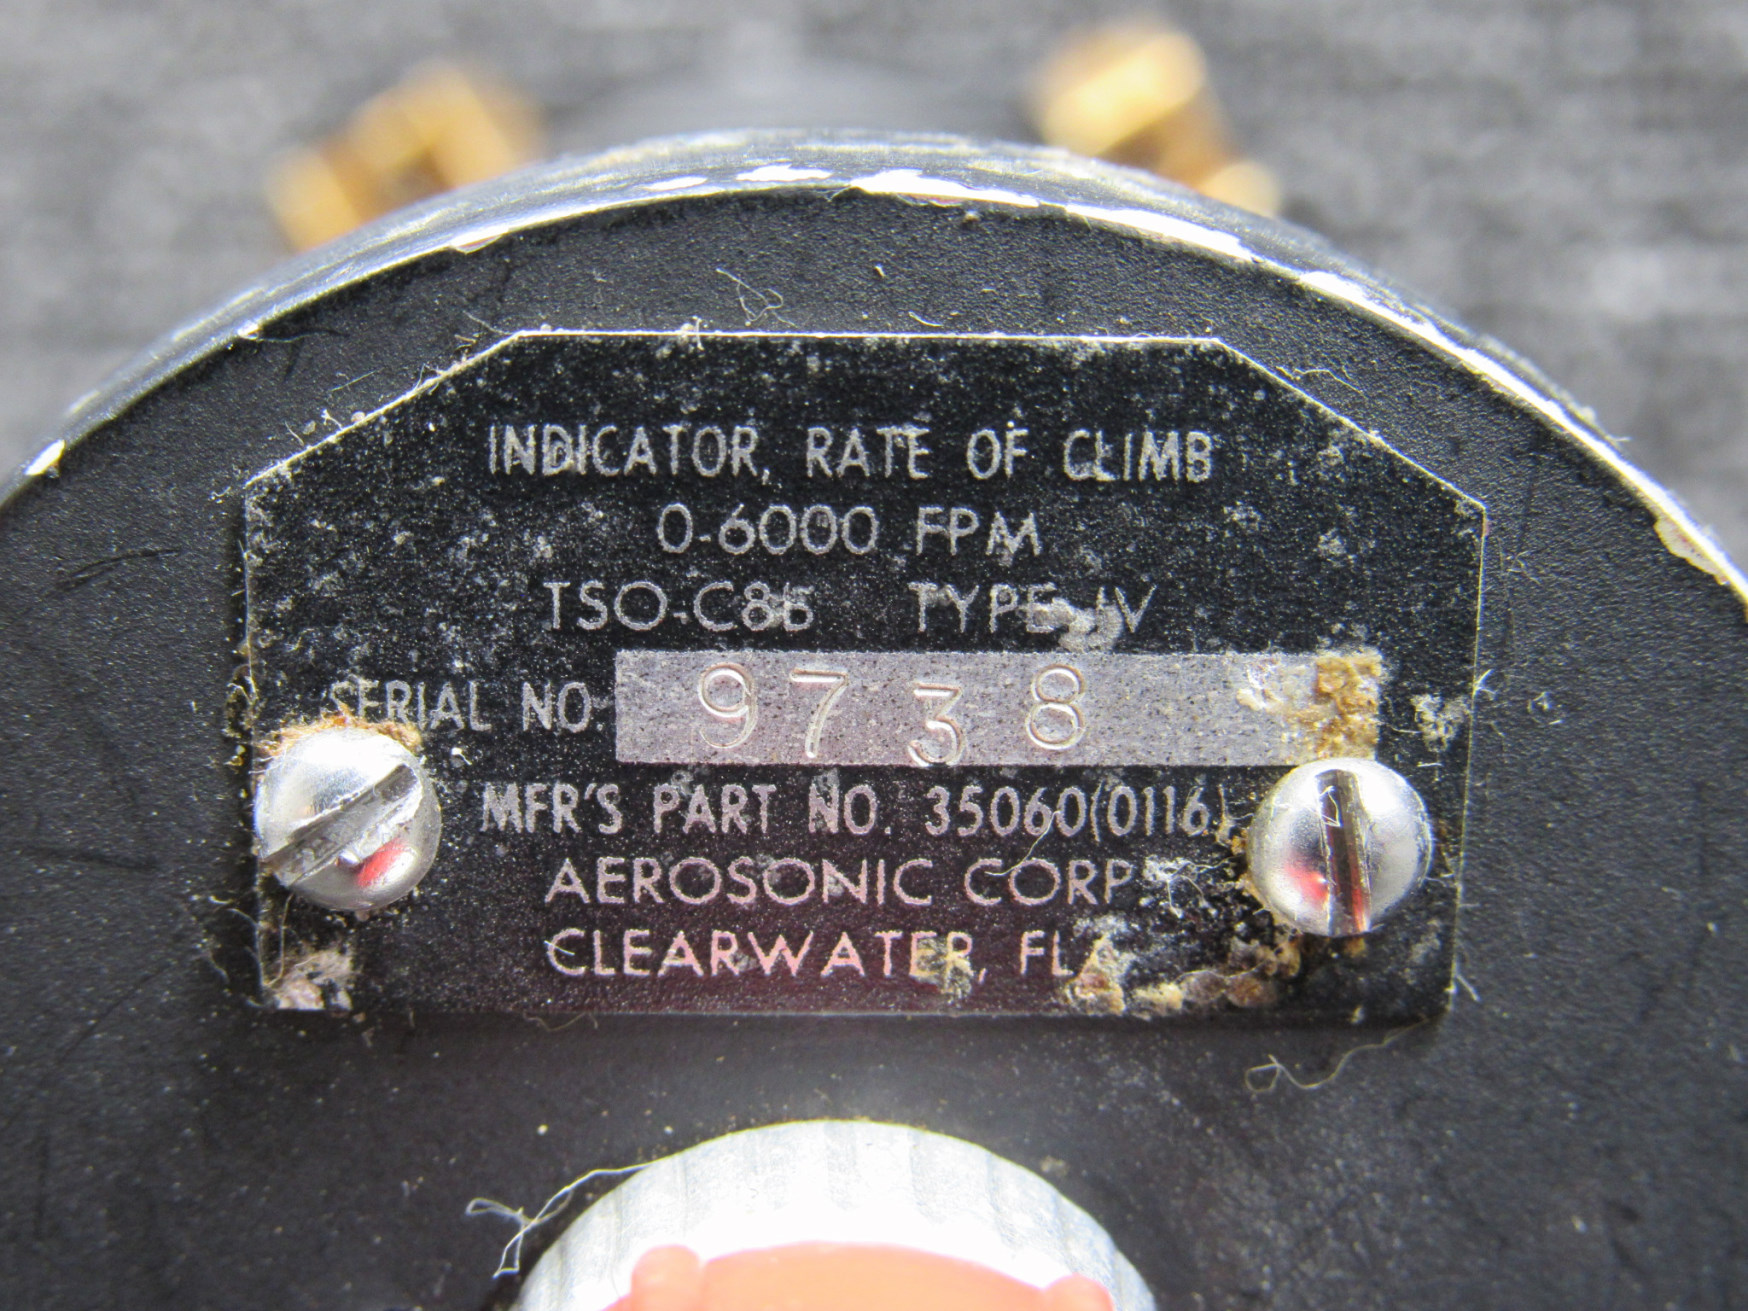 INDICATOR, RATE OF CLIMB
0-6000 FPM
TSO-C8b TYPE IV
SERIAL NO 9738
MFR'S PART NO. 35060(0116)
AEROSONIC CORP
CLEARWATER, FLA